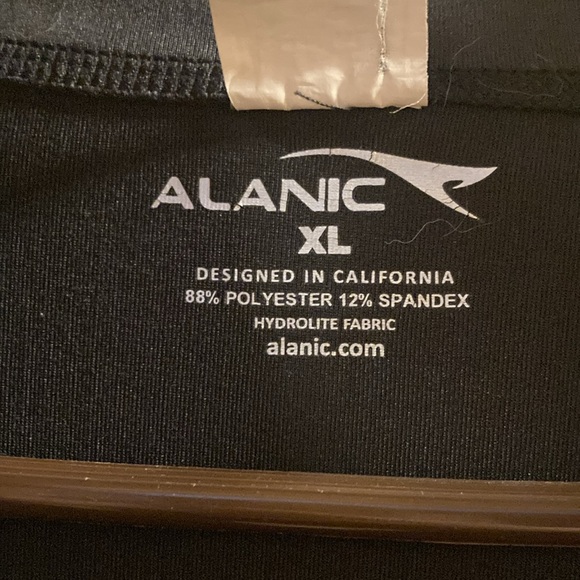 ALANIC
XL
DESIGNED IN CALIFORNIA
88% POLYESTER 12% SPANDEX
HYDROLITE FABRIC
alanic.com